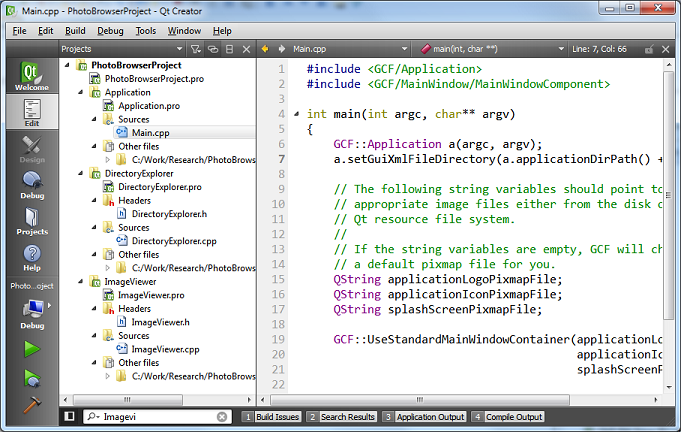 Main.cpp - PhotoBrowserProject - Qt Creator
File Edit Build Debug Tools Window Help
Projects
Main.cpp
main(int, char **)
Line: 7, Col: 66
Qt
Welcome
Edit
Design
Debug
Projects
Help
Photo...oject
Debug
PhotoBrowserProject
PhotoBrowserProject.pro
Application
Application.pro
Sources
Main.cpp
Other files
C:/Work/Research/PhotoBrows
DirectoryExplorer
DirectoryExplorer.pro
Headers
DirectoryExplorer.h
Sources
DirectoryExplorer.cpp
Other files
C:/Work/Research/PhotoBrows
ImageViewer
ImageViewer.pro
Headers
ImageViewer.h
Sources
ImageViewer.cpp
Other files
C:/Work/Research/PhotoBrows
1 #include <GCF/Application>
2 #include <GCF/MainWindow/MainWindowComponent>
3
4 int main(int argc, char** argv)
5 {
6 GCF::Application a(argc, argv);
7 a.setGuiXmlFileDirectory(a.applicationDirPath() +
8
9 // The following string variables should point to
10 // appropriate image files either from the disk o
11 // Qt resource file system.
12 //
13 // If the string variables are empty, GCF will ch
14 // a default pixmap file for you.
15 QString applicationLogoPixmapFile;
16 QString applicationIconPixmapFile;
17 QString splashScreenPixmapFile;
18
19 GCF::UseStandardMainWindowContainer(applicationLo
20 applicationIc
21 splashScreenP
22
Imagevi
1 Build Issues 2 Search Results 3 Application Output 4 Compile Output